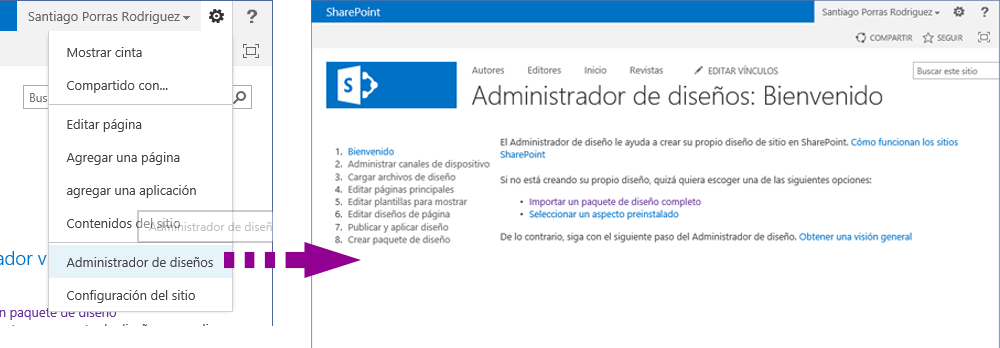 Santiago Porras Rodriguez
?
Mostrar cinta
Compartido con...
Bus
Editar página
Agregar una página
agregar una aplicación
Contenidos del sitio
Administrador de diseñ
ador v
Administrador de diseños
Configuración del sitio
n paquete de diseño
SharePoint
Santiago Porras Rodriguez
?
COMPARTIR
SEGUIR
Autores Editores Inicio Revistas EDITAR VÍNCULOS
Buscar este sitio
S
Administrador de diseños: Bienvenido
1. Bienvenido
2. Administrar canales de dispositivo
3. Cargar archivos de diseño
4. Editar páginas principales
5. Editar plantillas para mostrar
6. Editar diseños de página
7. Publicar y aplicar diseño
8. Crear paquete de diseño
El Administrador de diseño le ayuda a crear su propio diseño de sitio en SharePoint. Cómo funcionan los sitios
SharePoint
Si no está creando su propio diseño, quizá quiera escoger una de las siguientes opciones:
• Importar un paquete de diseño completo
• Seleccionar un aspecto preinstalado
De lo contrario, siga con el siguiente paso del Administrador de diseño. Obtener una visión general